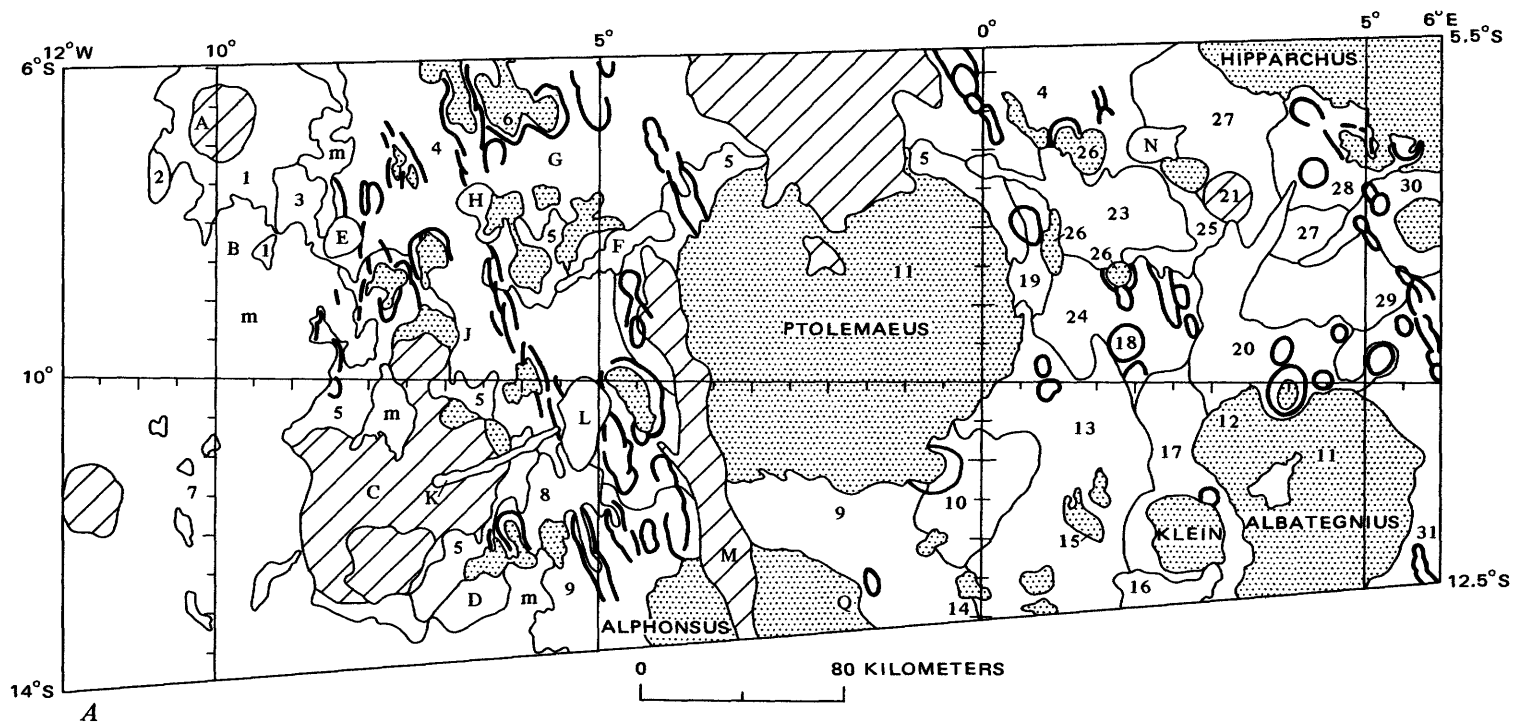 0°
5° 6°E
12°W 10° 5° 5.5°S
6°S
HIPPARCHUS
4 27
A 6 N
m 4 G 5 5 26
2 1 3 H 21 28 30
B 1 E 5 F 23 25 27
26 26
11 19 29
m 24
J PTOLEMAEUS 18 20
10° 10°
5 m 5 L 12
13 17 11
7 C K 8 9 10
5 15 KLEIN ALBATEGNIUS
M 31
D m 9 Q 14 16 12.5°S
ALPHONSUS
0 80 KILOMETERS
14°S
A